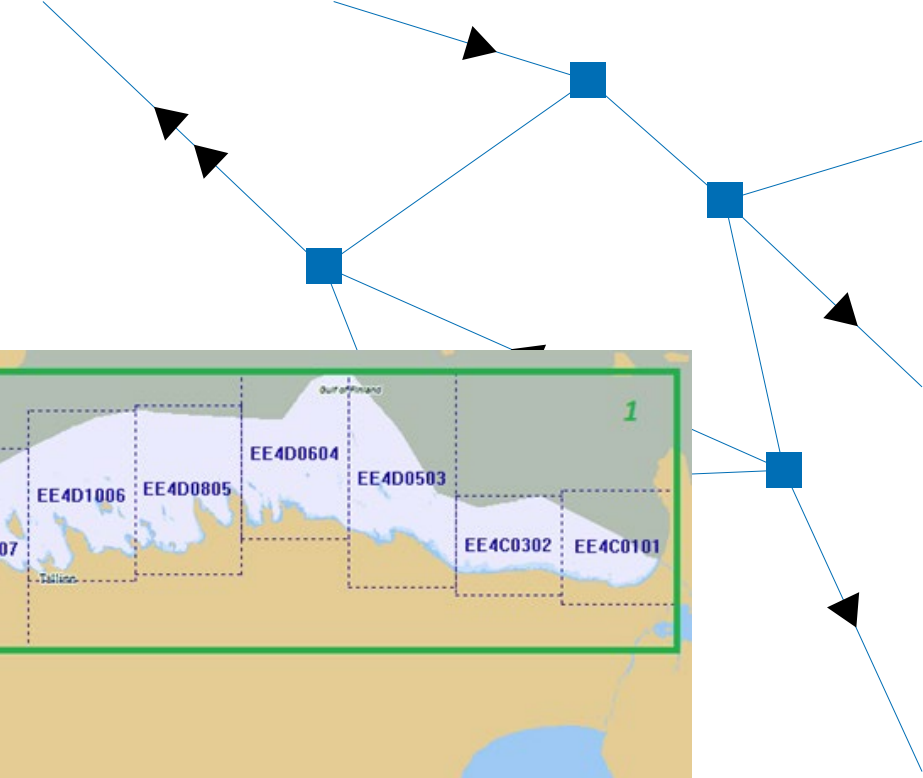 Gulf of Finland
1
EE4D0604
EE4D0503
EE4D0805
EE4D1006
EE4C0302
EE4C0101
07
Tallinn